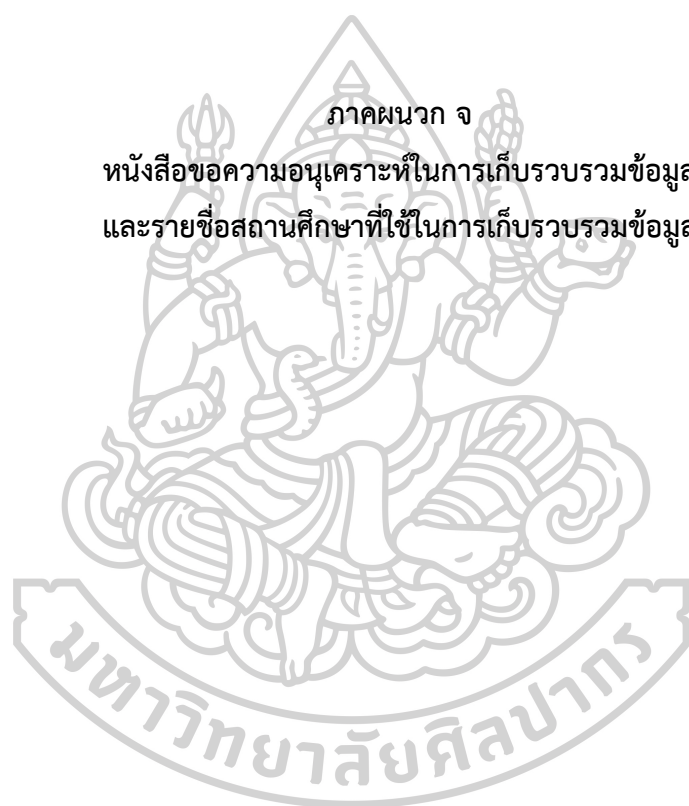 ภาคผนวก จ
หนังสือขอความอนุเคราะห์ในการเก็บรวบรวมข้อมูล
และรายชื่อสถานศึกษาที่ใช้ในการเก็บรวบรวมข้อมูล
มหาวิทยาลัยศิลปากร